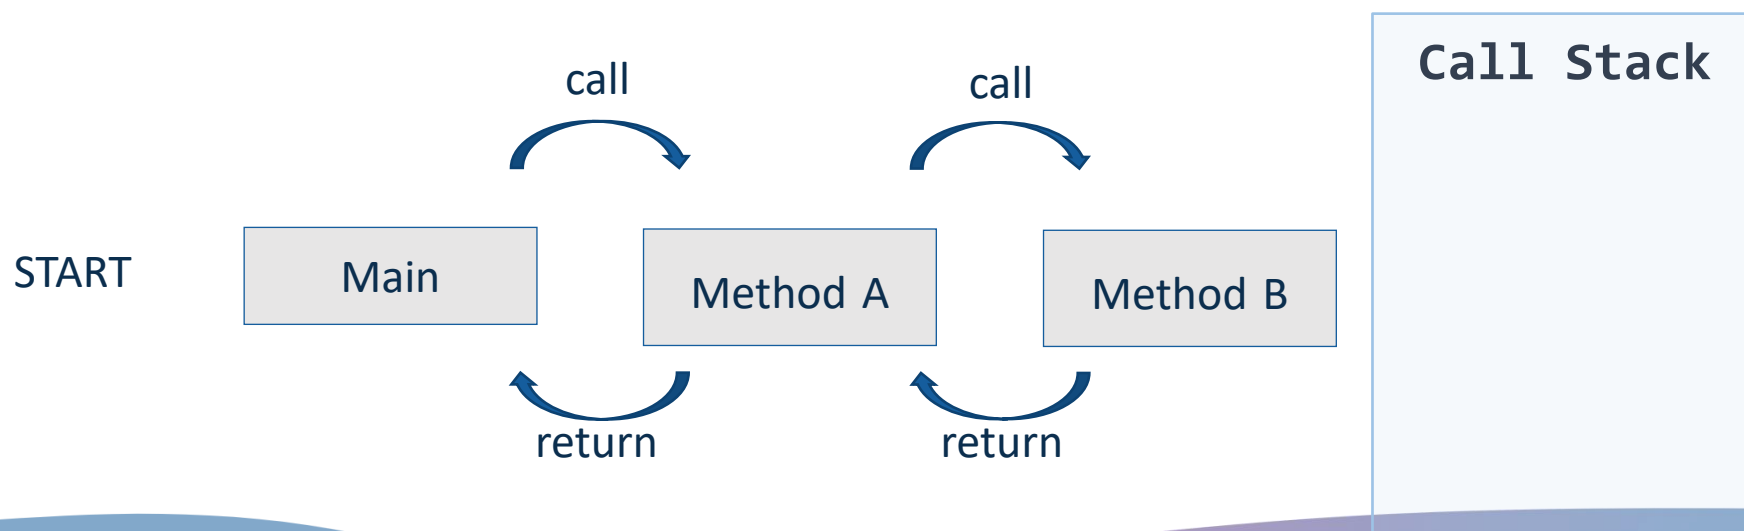 Call Stack
call
call
START
Main
Method A
Method B
return
return